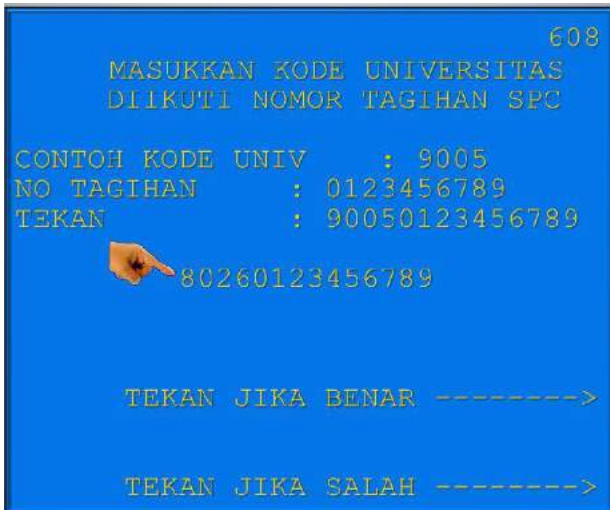 608
MASUKKAN KODE UNIVERSITAS
DIIKUTI NOMOR TAGIHAN SPC
CONTOH KODE UNIV : 9005
NO TAGIHAN : 0123456789
TEKAN : 90050123456789
80260123456789
TEKAN JIKA BENAR -------->
TEKAN JIKA SALAH -------->